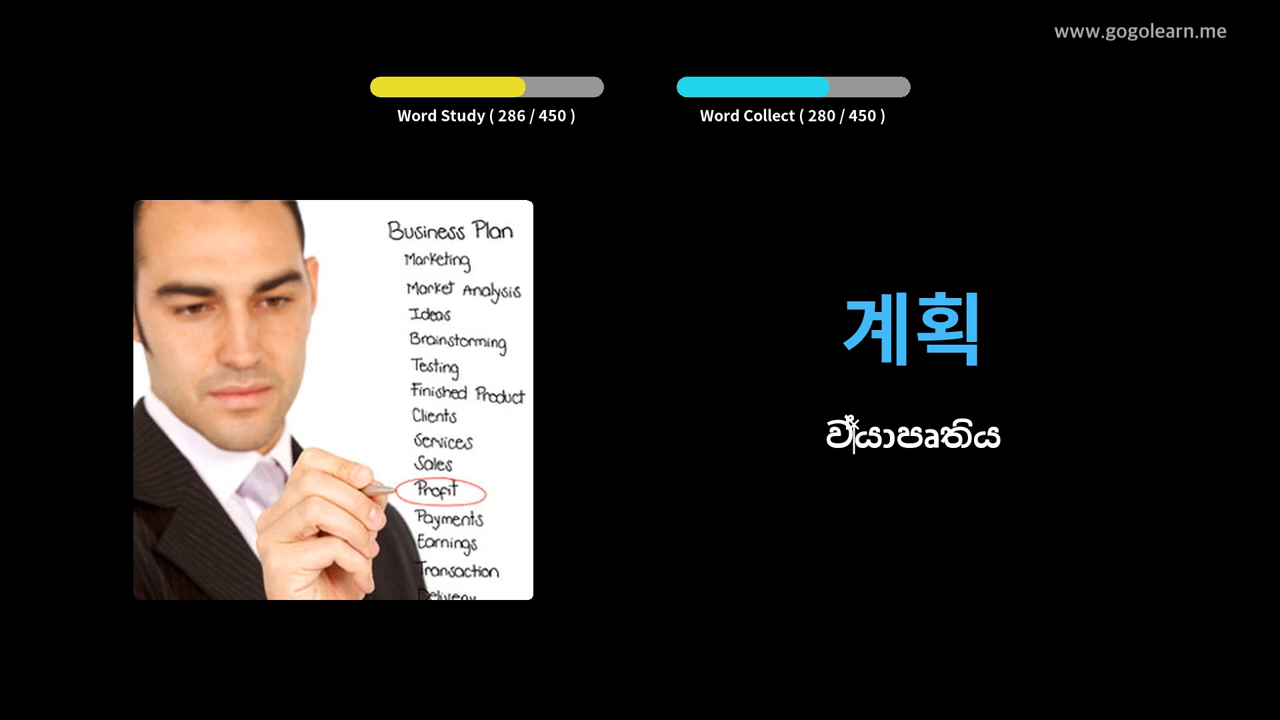 www.gogolearn.me
Word Study ( 286 / 450 )
Word Collect ( 280 / 450 )
Business Plan
Marketing
Market Analysis
Ideas
Brainstorming
Testing
Finished Product
Clients
Services
Sales
Profit
Payments
Earnings
Transaction
Delivery
계획
ව්‍යාපෘතිය